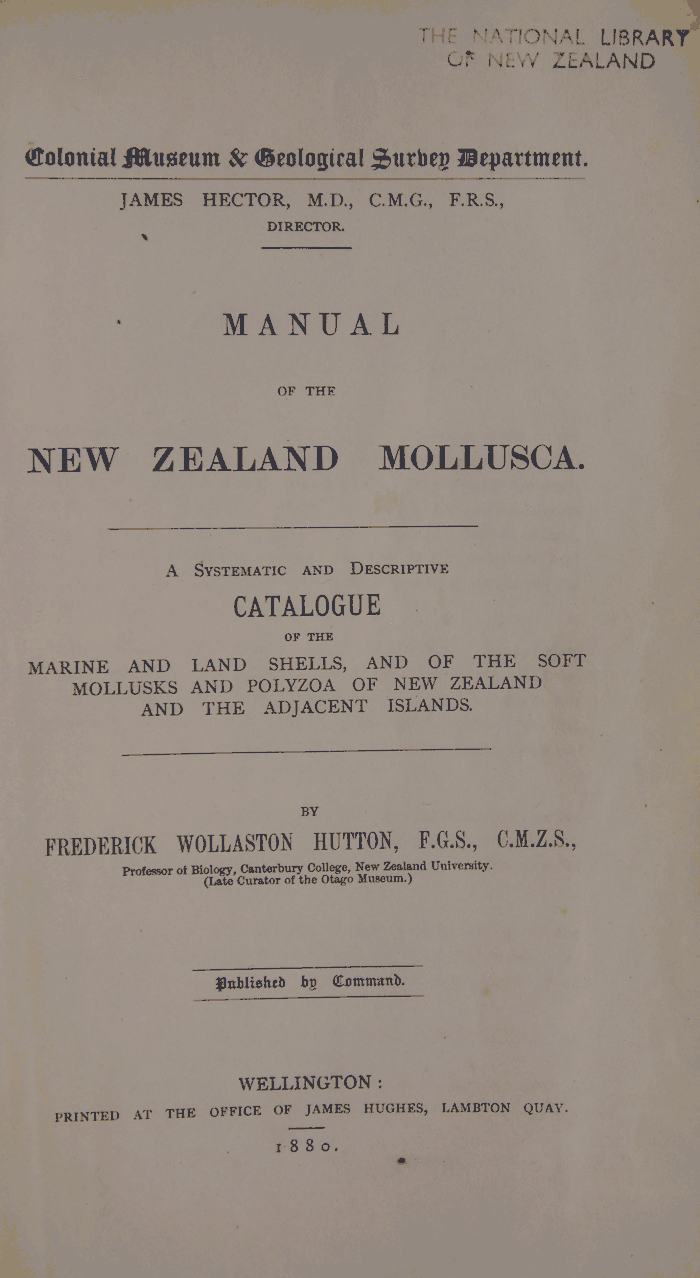 THE NATIONAL LIBRARY
OF NEW ZEALAND
Colonial Museum & Geological Survey Department.
JAMES HECTOR, M.D., C.M.G., F.R.S.,
DIRECTOR.
MANUAL
OF THE
NEW ZEALAND MOLLUSCA.
A SYSTEMATIC AND DESCRIPTIVE
CATALOGUE
OF THE
MARINE AND LAND SHELLS, AND OF THE SOFT
MOLLUSKS AND POLYZOA OF NEW ZEALAND
AND THE ADJACENT ISLANDS.
BY
FREDERICK WOLLASTON HUTTON, F.G.S., C.M.Z.S.,
Professor of Biology, Canterbury College, New Zealand University.
(Late Curator of the Otago Museum.)
Published by Command.
WELLINGTON:
PRINTED AT THE OFFICE OF JAMES HUGHES, LAMBTON QUAY.
1880.